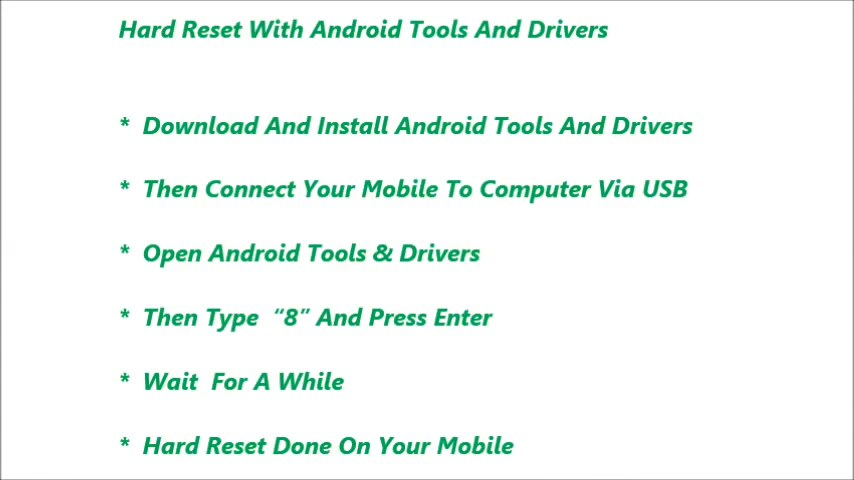 Hard Reset With Android Tools And Drivers
* Download And Install Android Tools And Drivers
* Then Connect Your Mobile To Computer Via USB
* Open Android Tools & Drivers
* Then Type “8” And Press Enter
* Wait For A While
* Hard Reset Done On Your Mobile